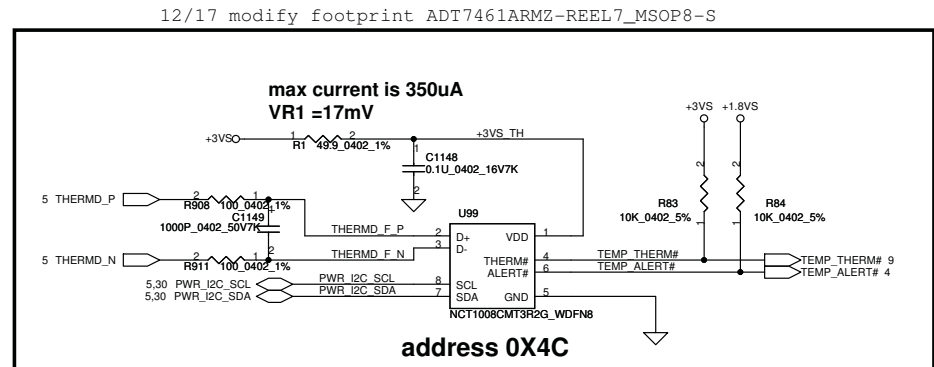 12/17 modify footprint ADT7461ARMZ-REEL7_MSOP8-S
max current is 350uA
VR1 =17mV
+3VS
1
2
R1 49.9_0402_1%
+3VS_TH
1
C1148
0.1U_0402_16V7K
2
+3VS +1.8VS
2
2
R83
10K_0402_5%
R84
10K_0402_5%
1
1
5 THERMD_P
2
1
R908 100_0402_1%
C1149
1000P_0402_50V7K
+
2
THERMD_F_P
5 THERMD_N
2
1
R911 100_0402_1%
THERMD_F_N
U99
2 D+
3 D-
VDD 1
THERM# 4
ALERT# 6
TEMP_THERM#
TEMP_ALERT#
TEMP_THERM# 9
TEMP_ALERT# 4
5,30 PWR_I2C_SCL
PWR_I2C_SCL
8 SCL
5,30 PWR_I2C_SDA
PWR_I2C_SDA
7 SDA
GND 5
NCT1008CMT3R2G_WDFN8
address 0X4C